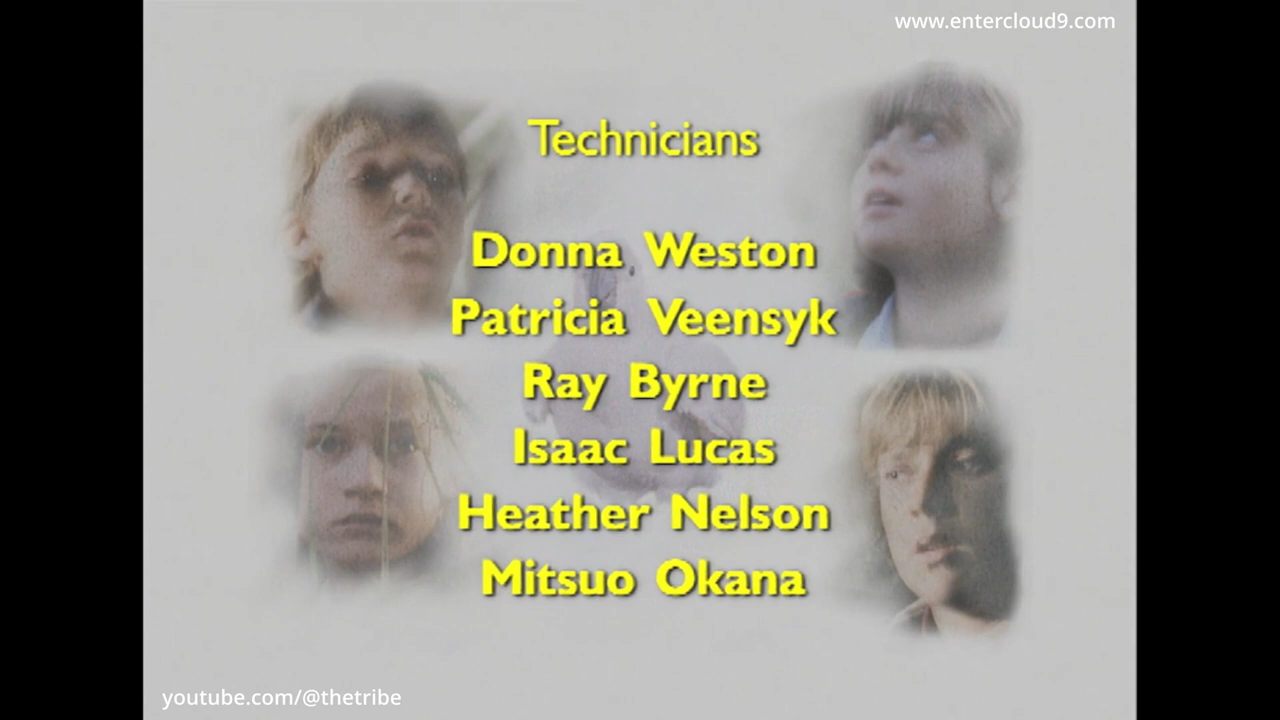 www.entercloud9.com
Technicians
Donna Weston
Patricia Veensyk
Ray Byrne
Isaac Lucas
Heather Nelson
Mitsuo Okana
youtube.com/@thetribe